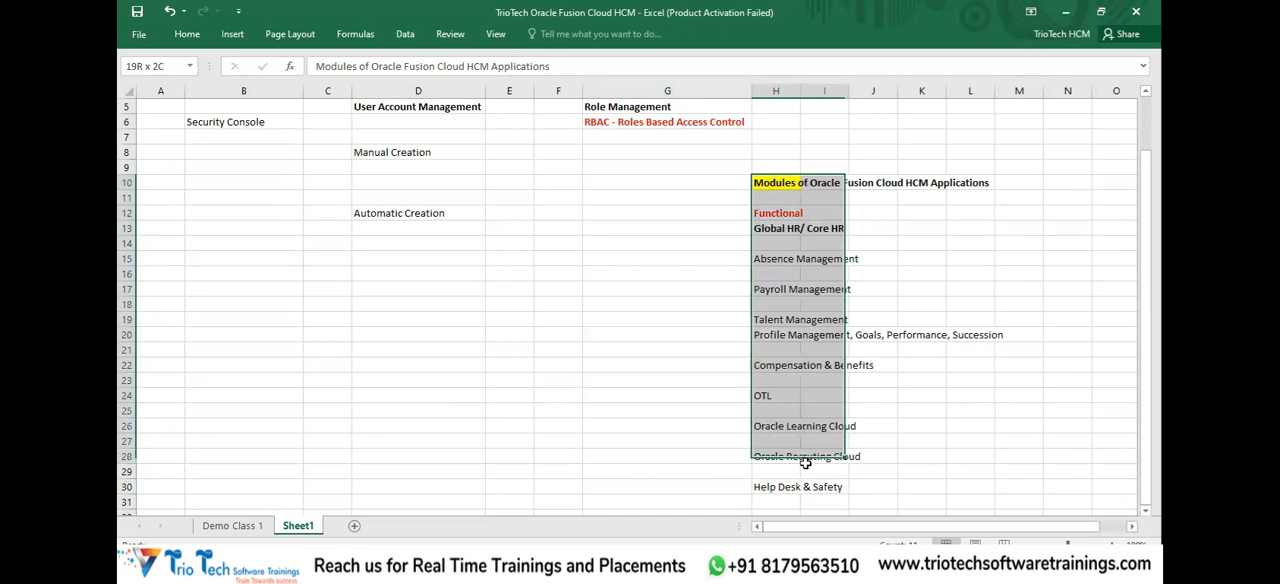 TrioTech Oracle Fusion Cloud HCM - Excel (Product Activation Failed)
File Home Insert Page Layout Formulas Data Review View Tell me what you want to do... TrioTech HCM Share
19R x 2C fx Modules of Oracle Fusion Cloud HCM Applications
A B C D E F G H I J K L M N O
5 User Account Management Role Management
6 Security Console RBAC - Roles Based Access Control
7
8 Manual Creation
9
10 Modules of Oracle Fusion Cloud HCM Applications
11
12 Automatic Creation Functional
13 Global HR/ Core HR
14
15 Absence Management
16
17 Payroll Management
18
19 Talent Management
20 Profile Management, Goals, Performance, Succession
21
22 Compensation & Benefits
23
24 OTL
25
26 Oracle Learning Cloud
27
28 Oracle Recruting Cloud
29
30 Help Desk & Safety
31
Demo Class 1 Sheet1
Trio Tech Software Trainings
Train Towards success
Reach us for Real Time Trainings and Placements
+91 8179563510
www.triotechsoftwaretrainings.com